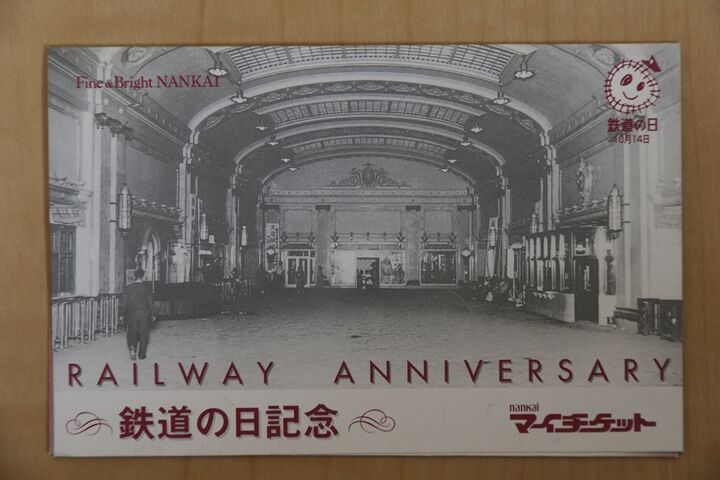 Fine & Bright NANKAI
鉄道の日
10月14日
RAILWAY ANNIVERSARY
鉄道の日記念
nankai
マイチケット